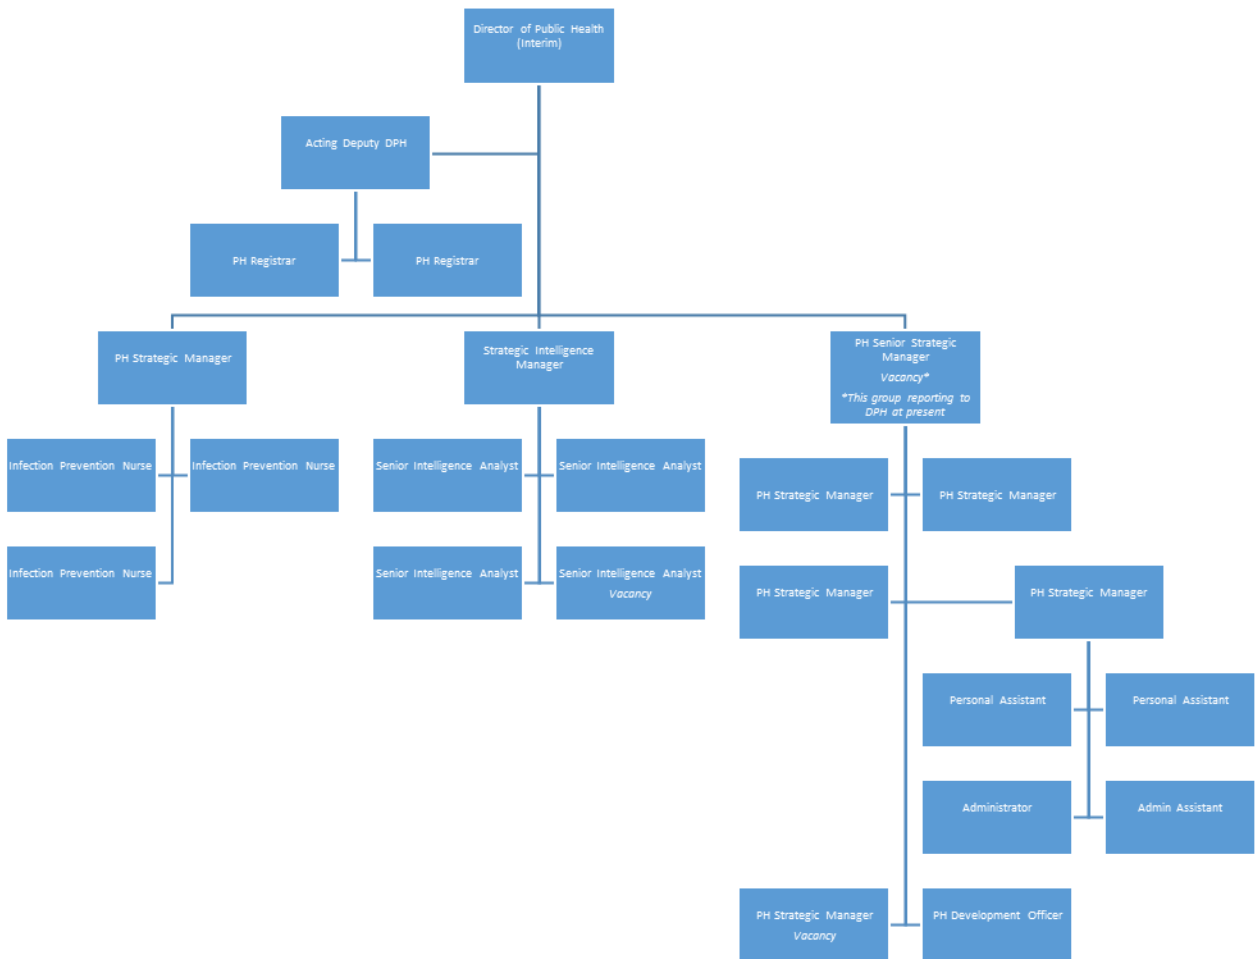 Director of Public Health
(Interim)
Acting Deputy DPH
PH Registrar
PH Registrar
PH Strategic Manager
Strategic Intelligence
Manager
PH Senior Strategic
Manager
Vacancy*
*This group reporting to
DPH at present
Infection Prevention Nurse
Infection Prevention Nurse
Infection Prevention Nurse
Senior Intelligence Analyst
Senior Intelligence Analyst
Senior Intelligence Analyst
Senior Intelligence Analyst
Vacancy
PH Strategic Manager
PH Strategic Manager
PH Strategic Manager
PH Strategic Manager
Personal Assistant
Personal Assistant
Administrator
Admin Assistant
PH Strategic Manager
Vacancy
PH Development Officer